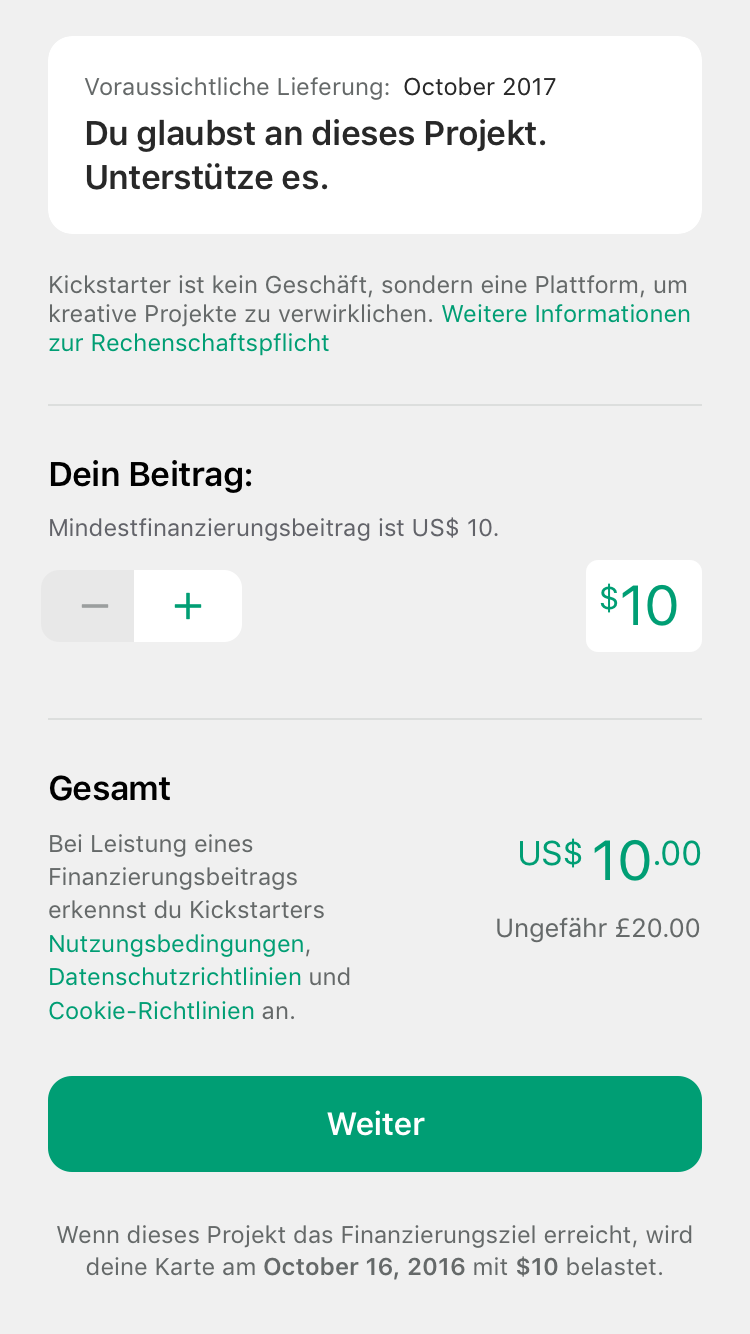 Voraussichtliche Lieferung: October 2017
Du glaubst an dieses Projekt.
Unterstütze es.
Kickstarter ist kein Geschäft, sondern eine Plattform, um
kreative Projekte zu verwirklichen. Weitere Informationen
zur Rechenschaftspflicht
Dein Beitrag:
Mindestfinanzierungsbeitrag ist US$ 10.
− +
$10
Gesamt
Bei Leistung eines
Finanzierungsbeitrags
erkennst du Kickstarters
Nutzungsbedingungen,
Datenschutzrichtlinien und
Cookie-Richtlinien an.
US$ 10.00
Ungefähr £20.00
Weiter
Wenn dieses Projekt das Finanzierungsziel erreicht, wird
deine Karte am October 16, 2016 mit $10 belastet.